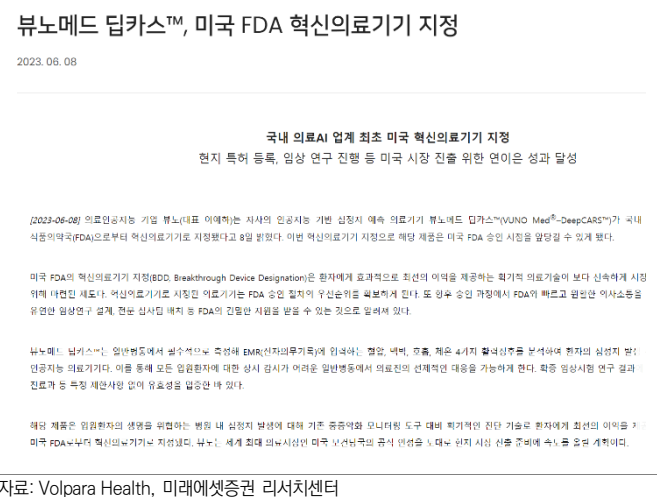 뷰노메드 딥카스™, 미국 FDA 혁신의료기기 지정
2023. 06. 08
국내 의료AI 업계 최초 미국 혁신의료기기 지정
현지 특허 등록, 임상 연구 진행 등 미국 시장 진출 위한 연이은 성과 달성
[2023-06-08] 의료인공지능 기업 뷰노(대표 이예하)는 자사의 인공지능 기반 심정지 예측 의료기기 뷰노메드 딥카스™(VUNO Med®-DeepCARS™)가 국내
식품의약국(FDA)으로부터 혁신의료기기로 지정됐다고 8일 밝혔다. 이번 혁신의료기기 지정으로 해당 제품은 미국 FDA 승인 시점을 앞당길 수 있게 됐다.
미국 FDA의 혁신의료기기 지정(BDD, Breakthrough Device Designation)은 환자에게 효과적으로 최선의 이익을 제공하는 획기적 의료기술이 보다 신속하게 시장
위해 마련된 제도다. 혁신의료기기로 지정된 의료기기는 FDA 승인 절차의 우선순위를 확보하게 된다. 또 향후 승인 과정에서 FDA와 빠르고 원활한 의사소통을
유연한 임상연구 설계, 전문 심사팀 배치 등 FDA의 긴밀한 지원을 받을 수 있는 것으로 알려져 있다.
뷰노메드 딥카스™는 일반병동에서 필수적으로 측정해 EMR(전자의무기록)에 입력하는 혈압, 맥박, 호흡, 체온 4가지 활력징후를 분석하여 환자의 심정지 발생
인공지능 의료기기다. 이를 통해 모든 입원환자에 대한 상시 감시가 어려운 일반병동에서 의료진의 선제적인 대응을 가능하게 한다. 확증 임상시험 연구 결과
진료과 등 특정 제한사항 없이 유효성을 입증한 바 있다.
해당 제품은 입원환자의 생명을 위협하는 병원 내 심정지 발생에 대해 기존 중증악화 모니터링 도구 대비 획기적인 진단 기술로 환자에게 최선의 이익을
미국 FDA로부터 혁신의료기기로 지정됐다. 뷰노는 세계 최대 의료시장인 미국 보건당국의 공식 인정을 토대로 현지 시장 진출 준비에 속도를 올릴 계획이다.
자료: Volpara Health, 미래에셋증권 리서치센터